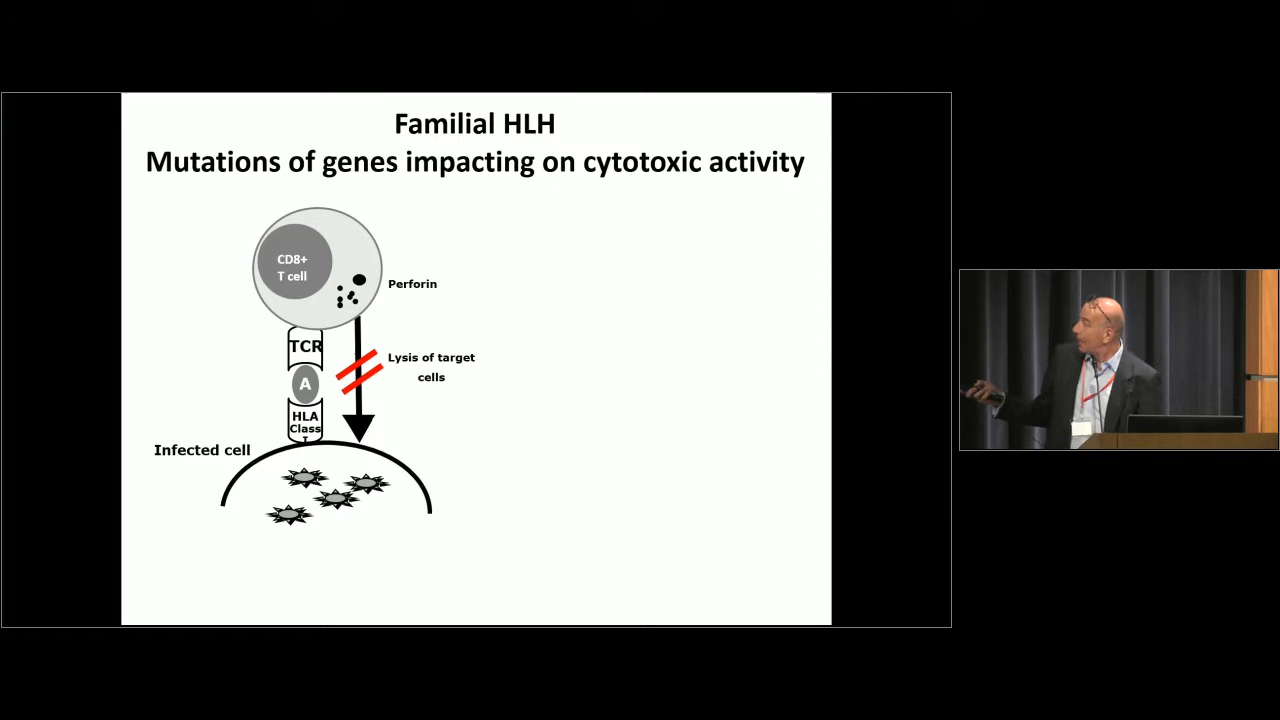 Familial HLH
Mutations of genes impacting on cytotoxic activity
CD8+
T cell
Perforin
TCR
Lysis of target
cells
A
HLA
Class
I
Infected cell